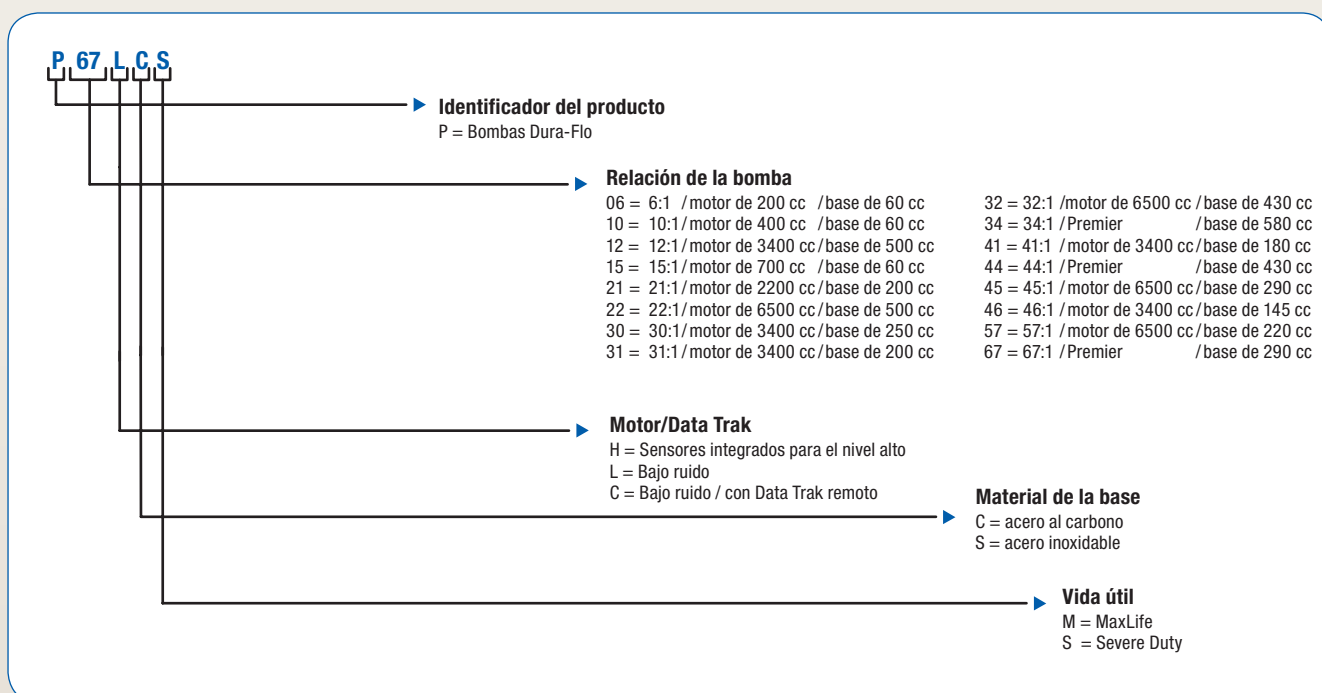 P 67 L C S
Identificador del producto
P = Bombas Dura-Flo
Relación de la bomba
06 = 6:1 /motor de 200 cc /base de 60 cc
10 = 10:1/motor de 400 cc /base de 60 cc
12 = 12:1/motor de 3400 cc/base de 500 cc
15 = 15:1/motor de 700 cc /base de 60 cc
21 = 21:1/motor de 2200 cc/base de 200 cc
22 = 22:1/motor de 6500 cc/base de 500 cc
30 = 30:1/motor de 3400 cc/base de 250 cc
31 = 31:1/motor de 3400 cc/base de 200 cc
32 = 32:1 /motor de 6500 cc /base de 430 cc
34 = 34:1 /Premier /base de 580 cc
41 = 41:1 /motor de 3400 cc/base de 180 cc
44 = 44:1 /Premier /base de 430 cc
45 = 45:1 /motor de 6500 cc/base de 290 cc
46 = 46:1 /motor de 3400 cc/base de 145 cc
57 = 57:1 /motor de 6500 cc/base de 220 cc
67 = 67:1 /Premier /base de 290 cc
Motor/Data Trak
H = Sensores integrados para el nivel alto
L = Bajo ruido
C = Bajo ruido / con Data Trak remoto
Material de la base
C = acero al carbono
S = acero inoxidable
Vida útil
M = MaxLife
S = Severe Duty